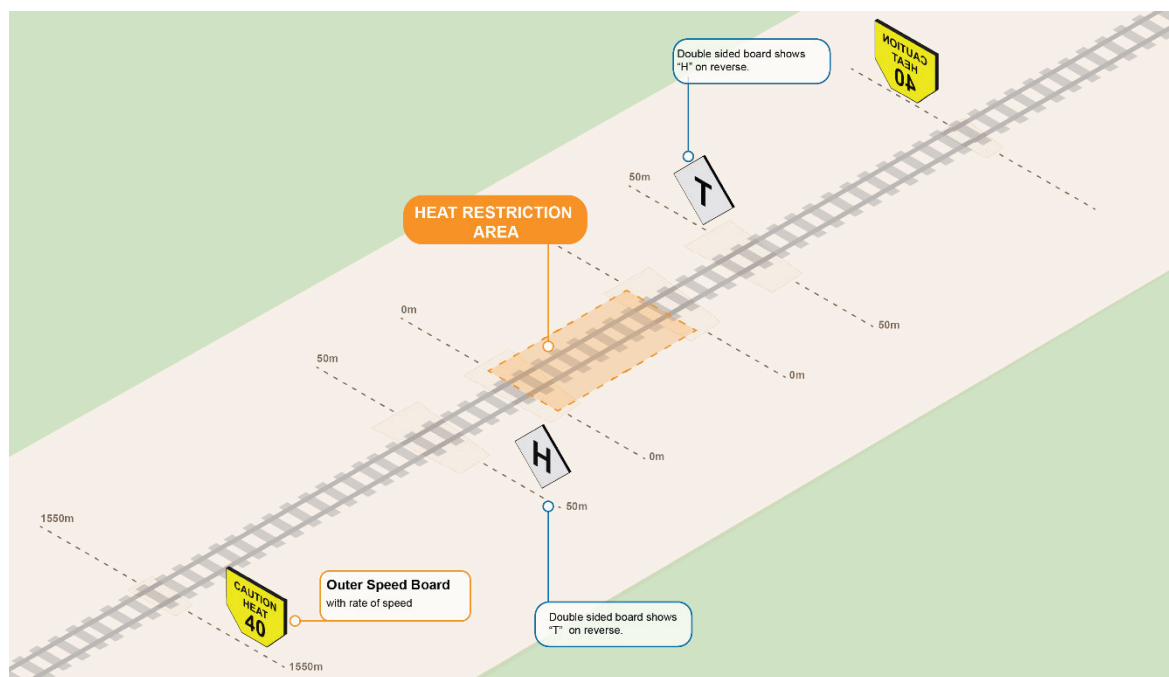 Double sided board shows
“H” on reverse.
CAUTION
HEAT
40
50m
T
HEAT RESTRICTION
AREA
0m
50m
50m
0m
0m
H
50m
1550m
CAUTION
HEAT
40
Outer Speed Board
with rate of speed
Double sided board shows
“T” on reverse.
1550m